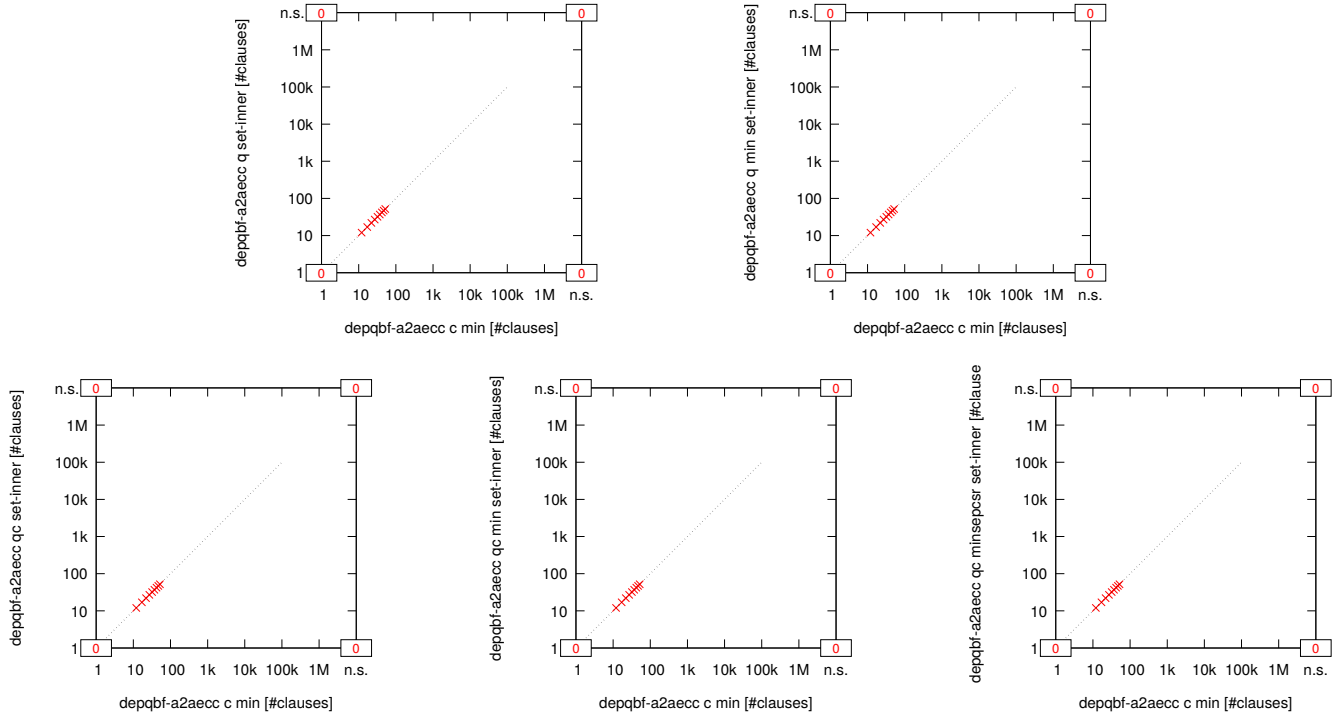 n.s. 0 0
1M
100k
10k
1k
100
10
1 0 0
1 10 100 1k 10k 100k 1M n.s.
depqbf-a2aecc q set-inner [#clauses]
depqbf-a2aecc c min [#clauses]
n.s. 0 0
1M
100k
10k
1k
100
10
1 0 0
1 10 100 1k 10k 100k 1M n.s.
depqbf-a2aecc q min set-inner [#clauses]
depqbf-a2aecc c min [#clauses]
n.s. 0 0
1M
100k
10k
1k
100
10
1 0 0
1 10 100 1k 10k 100k 1M n.s.
depqbf-a2aecc qc set-inner [#clauses]
depqbf-a2aecc c min [#clauses]
n.s. 0 0
1M
100k
10k
1k
100
10
1 0 0
1 10 100 1k 10k 100k 1M n.s.
depqbf-a2aecc qc min set-inner [#clauses]
depqbf-a2aecc c min [#clauses]
n.s. 0 0
1M
100k
10k
1k
100
10
1 0 0
1 10 100 1k 10k 100k 1M n.s.
depqbf-a2aecc qc minsepcsr set-inner [#clause
depqbf-a2aecc c min [#clauses]